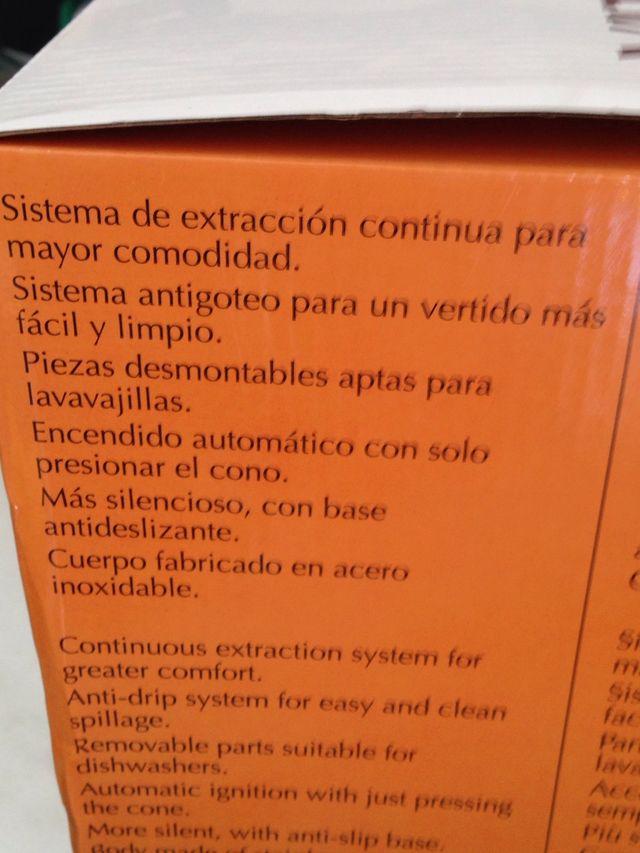 Sistema de extracción continua para
mayor comodidad.
Sistema antigoteo para un vertido más
fácil y limpio.
Piezas desmontables aptas para
lavavajillas.
Encendido automático con solo
presionar el cono.
Más silencioso, con base
antideslizante.
Cuerpo fabricado en acero
inoxidable.
Continuous extraction system for
greater comfort.
Anti-drip system for easy and clean
spillage.
Removable parts suitable for
dishwashers.
Automatic ignition with just pressing
the cone.
More silent, with anti-slip base.
Body made of